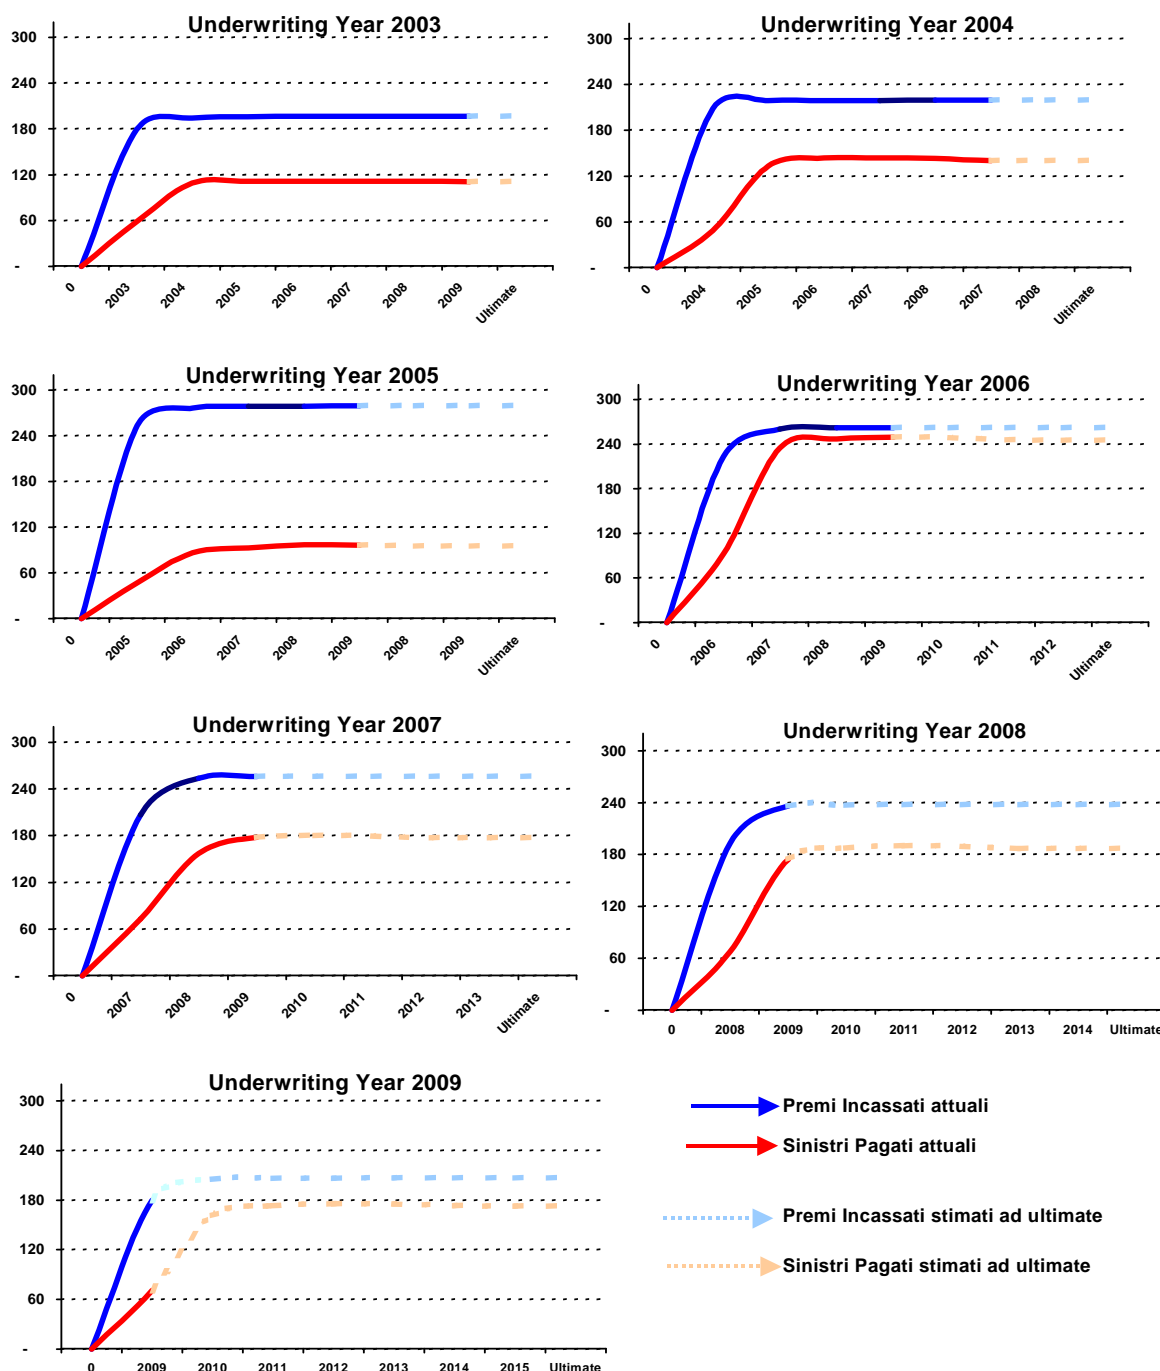 Underwriting Year 2003
300
240
180
120
60
-
0 2003 2004 2005 2006 2007 2008 2009 Ultimate
Underwriting Year 2004
300
240
180
120
60
-
0 2004 2005 2006 2007 2008 2007 2008 Ultimate
Underwriting Year 2005
300
240
180
120
60
-
0 2005 2006 2007 2008 2009 2008 2009 Ultimate
Underwriting Year 2006
300
240
180
120
60
-
0 2006 2007 2008 2009 2010 2011 2012 Ultimate
Underwriting Year 2007
300
240
180
120
60
-
0 2007 2008 2009 2010 2011 2012 2013 Ultimate
Underwriting Year 2008
300
240
180
120
60
-
0 2008 2009 2010 2011 2012 2013 2014 Ultimate
Underwriting Year 2009
300
240
180
120
60
-
0 2009 2010 2011 2012 2013 2014 2015 Ultimate
Premi Incassati attuali
Sinistri Pagati attuali
Premi Incassati stimati ad ultimate
Sinistri Pagati stimati ad ultimate